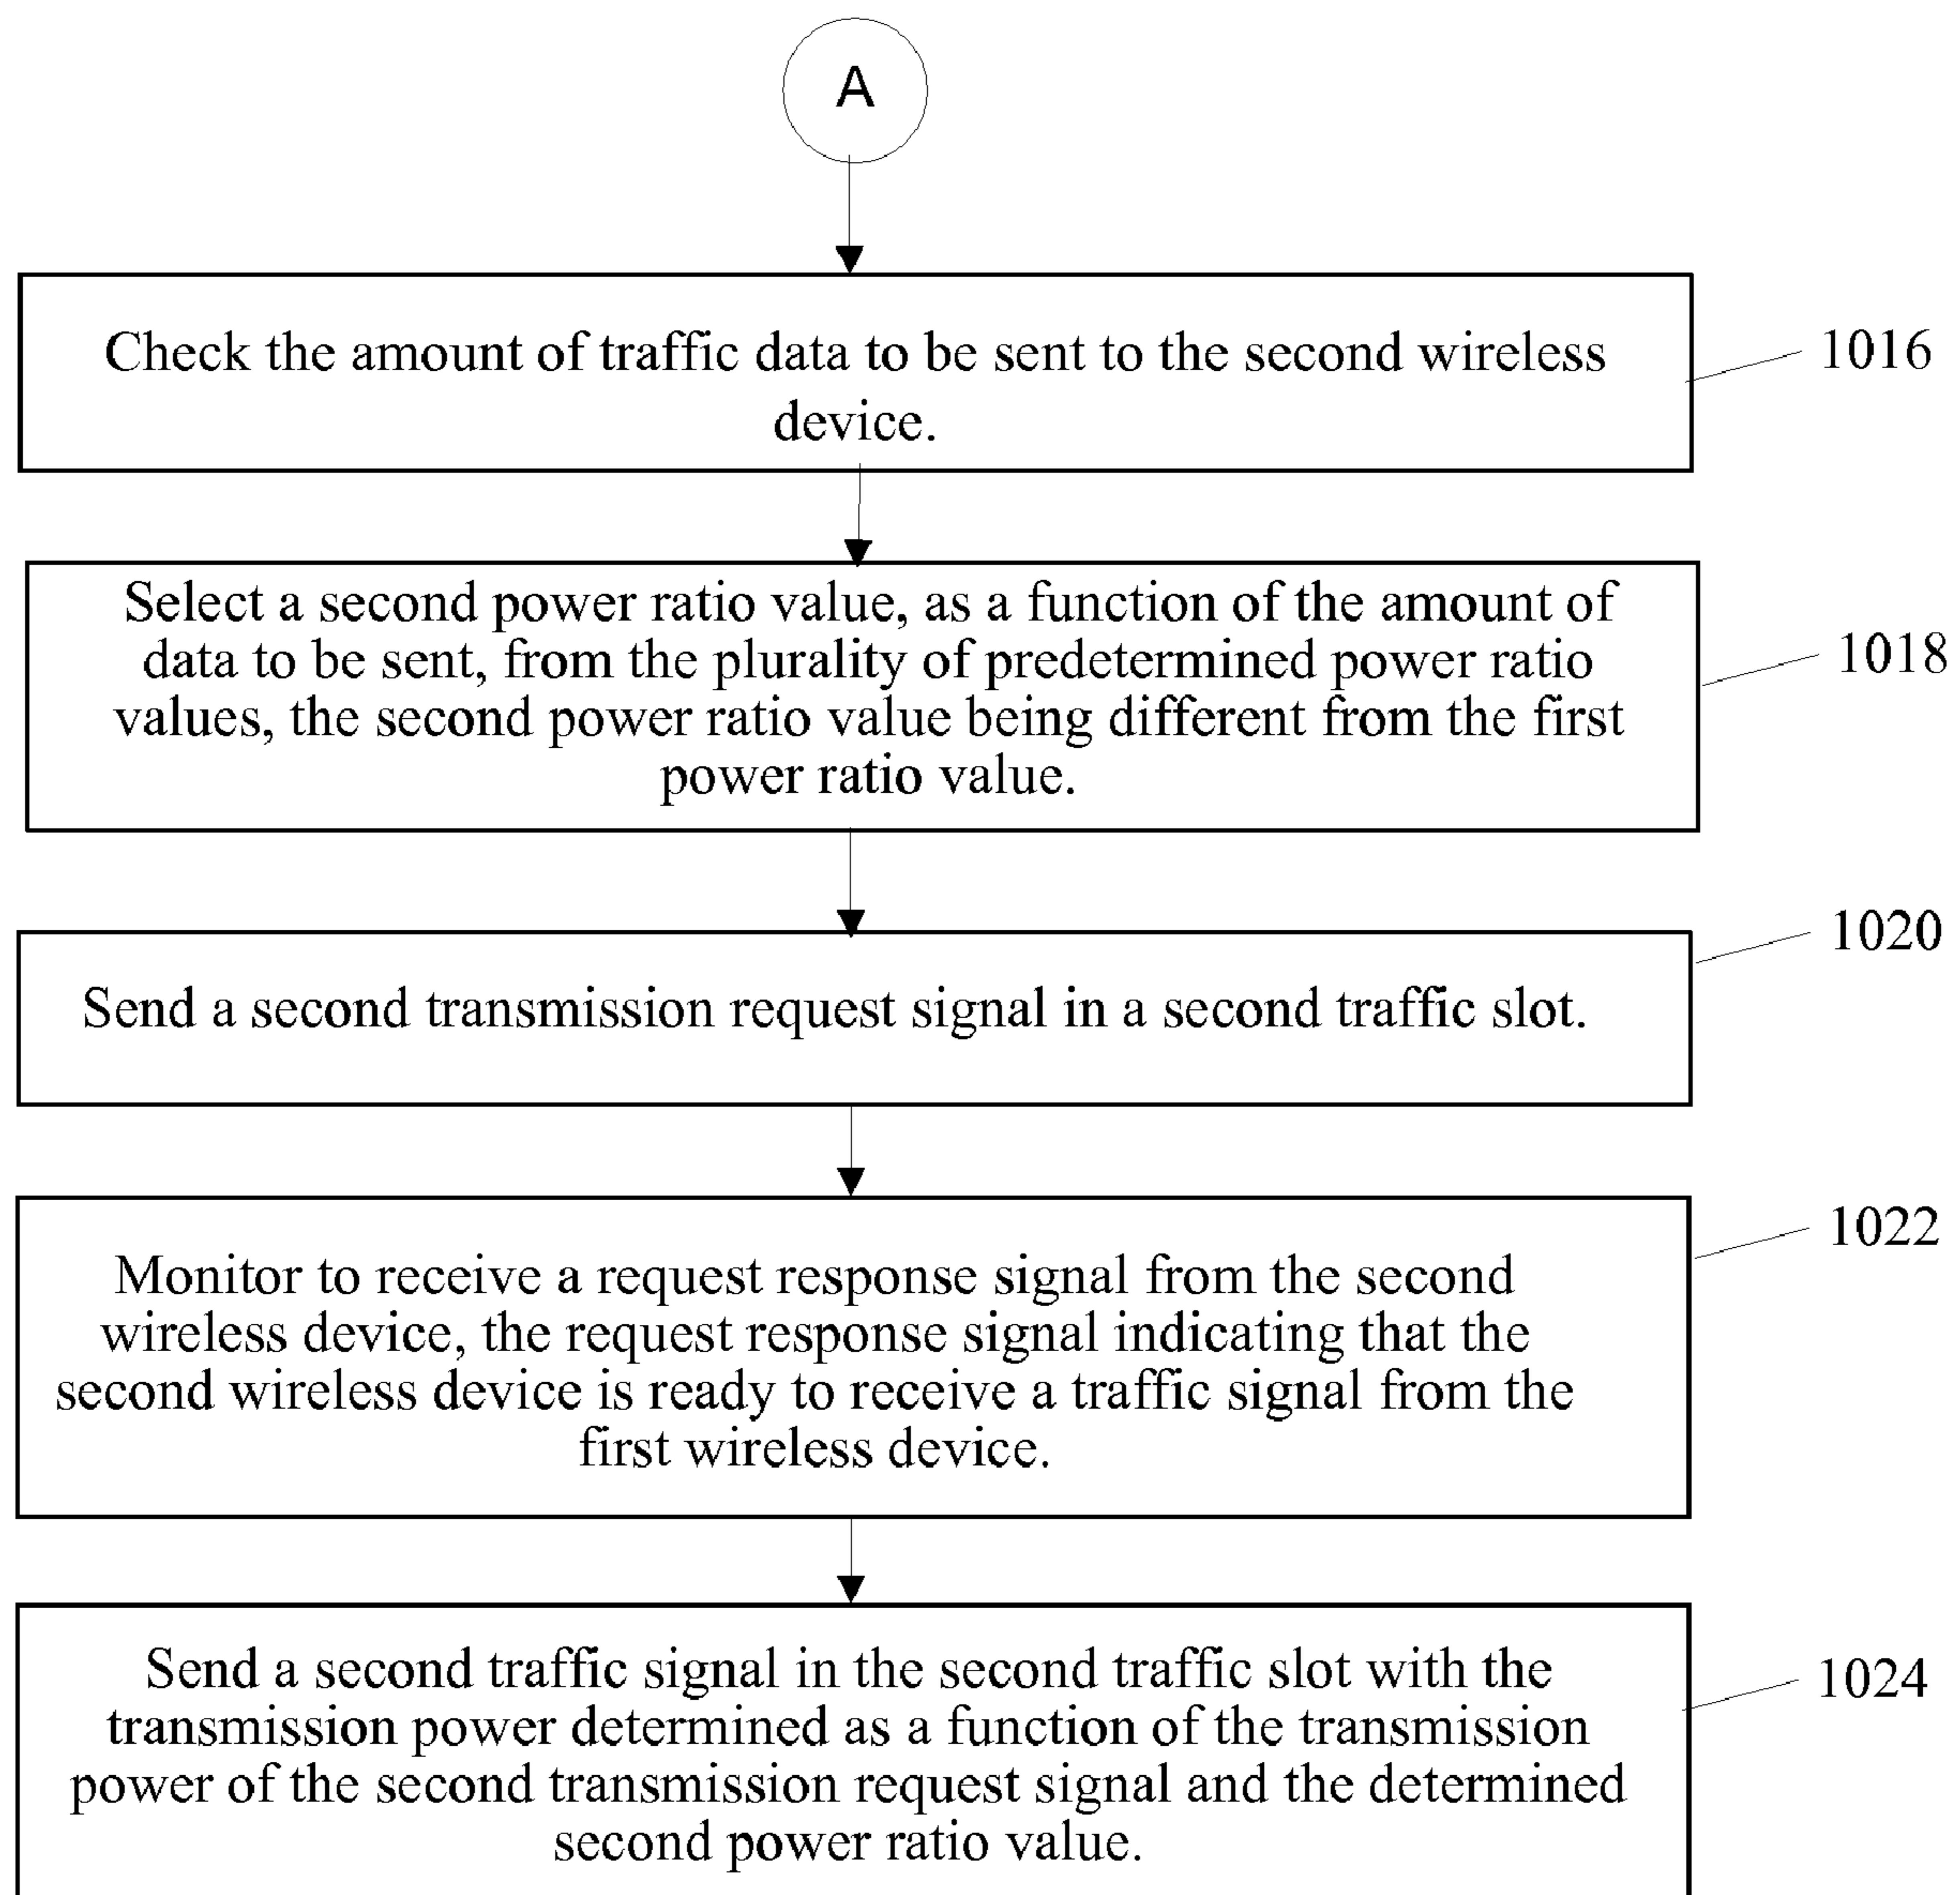 A
Check the amount of traffic data to be sent to the second wireless
device.
1016
Select a second power ratio value, as a function of the amount of
data to be sent, from the plurality of predetermined power ratio
values, the second power ratio value being different from the first
power ratio value.
1018
1020
Send a second transmission request signal in a second traffic slot.
1022
Monitor to receive a request response signal from the second
wireless device, the request response signal indicating that the
second wireless device is ready to receive a traffic signal from the
first wireless device.
Send a second traffic signal in the second traffic slot with the
transmission power determined as a function of the transmission
power of the second transmission request signal and the determined
second power ratio value.
1024